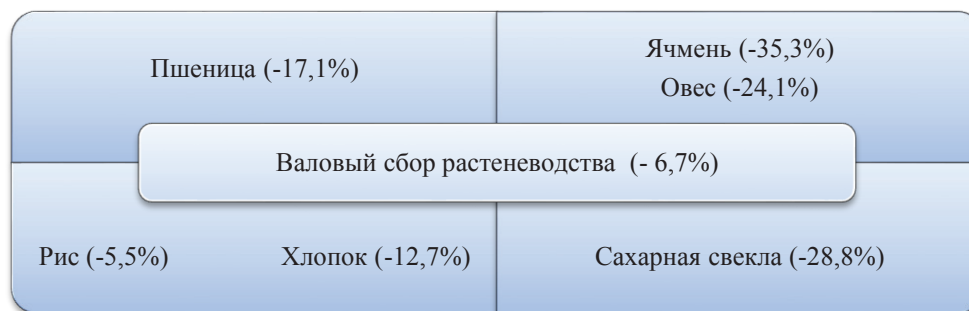 Пшеница (-17,1%)
Ячмень (-35,3%)
Овес (-24,1%)
Валовый сбор растеневодства (- 6,7%)
Рис (-5,5%) Хлопок (-12,7%)
Сахарная свекла (-28,8%)